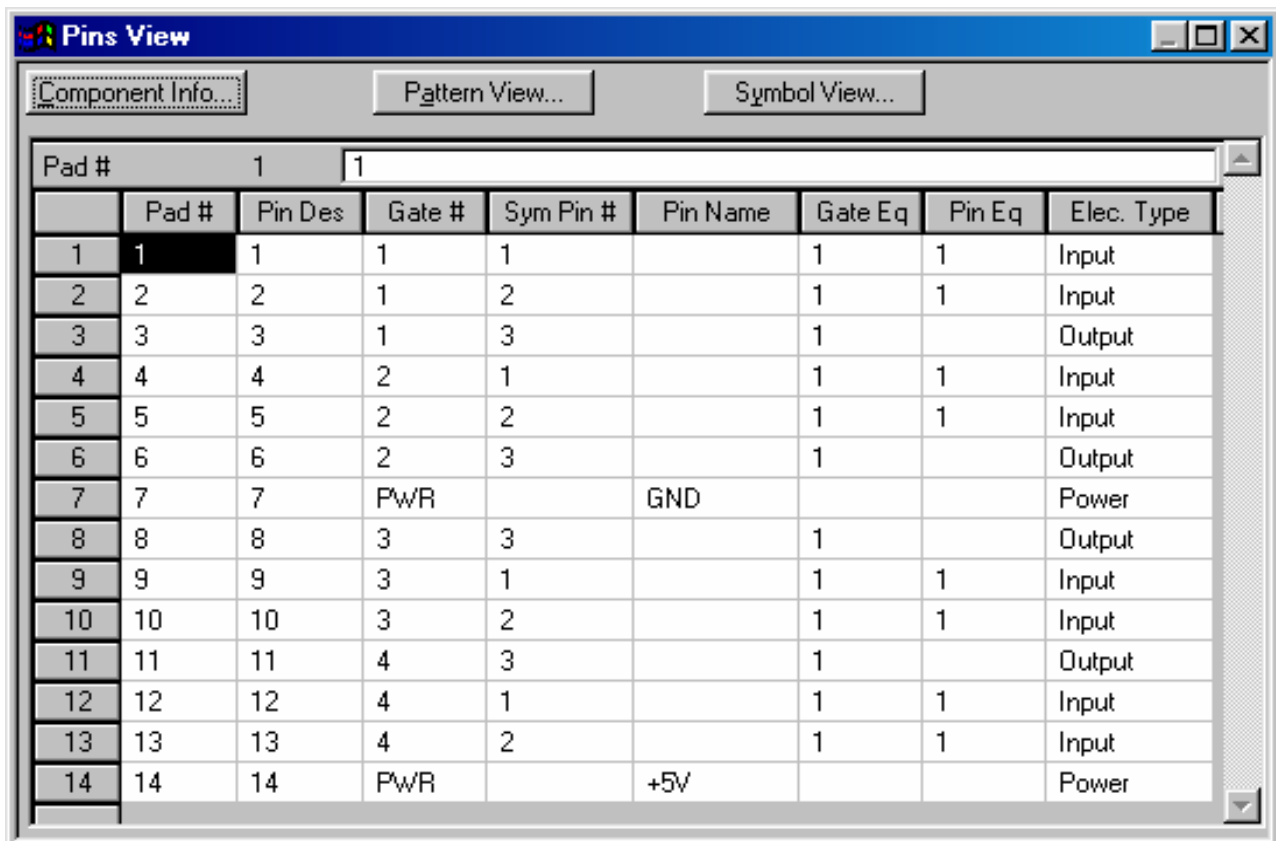 Pins View
Component Info... Pattern View... Symbol View...
Pad # 1 1
Pad # Pin Des Gate # Sym Pin # Pin Name Gate Eq Pin Eq Elec. Type
1 1 1 1 1 1 1 Input
2 2 2 1 2 1 1 Input
3 3 3 1 3 1 Output
4 4 4 2 1 1 1 Input
5 5 5 2 2 1 1 Input
6 6 6 2 3 1 Output
7 7 7 PWR GND Power
8 8 8 3 3 1 Output
9 9 9 3 1 1 1 Input
10 10 10 3 2 1 1 Input
11 11 11 4 3 1 Output
12 12 12 4 1 1 1 Input
13 13 13 4 2 1 1 Input
14 14 14 PWR +5V Power